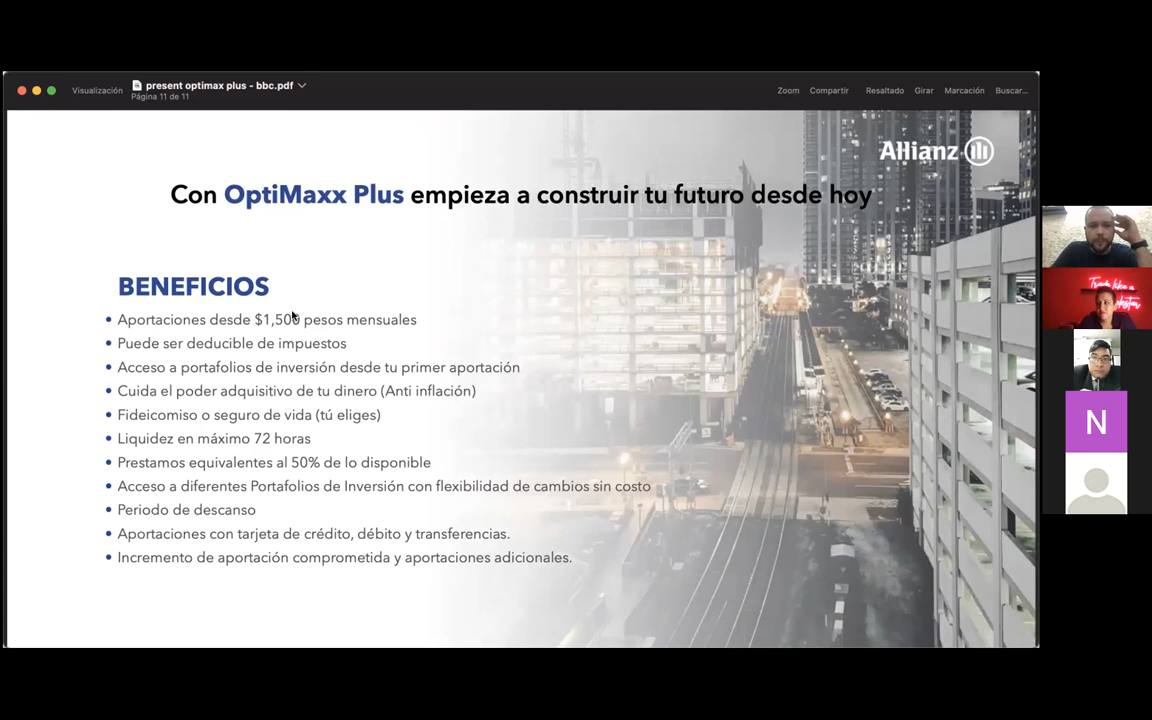 Visualización
present optimax plus - bbc.pdf
Página 11 de 11
Zoom Compartir Resaltado Girar Marcación Buscar...
Allianz
Con OptiMaxx Plus empieza a construir tu futuro desde hoy
BENEFICIOS
• Aportaciones desde $1,500 pesos mensuales
• Puede ser deducible de impuestos
• Acceso a portafolios de inversión desde tu primer aportación
• Cuida el poder adquisitivo de tu dinero (Anti inflación)
• Fideicomiso o seguro de vida (tú eliges)
• Liquidez en máximo 72 horas
• Prestamos equivalentes al 50% de lo disponible
• Acceso a diferentes Portafolios de Inversión con flexibilidad de cambios sin costo
• Periodo de descanso
• Aportaciones con tarjeta de crédito, débito y transferencias.
• Incremento de aportación comprometida y aportaciones adicionales.
like a
N